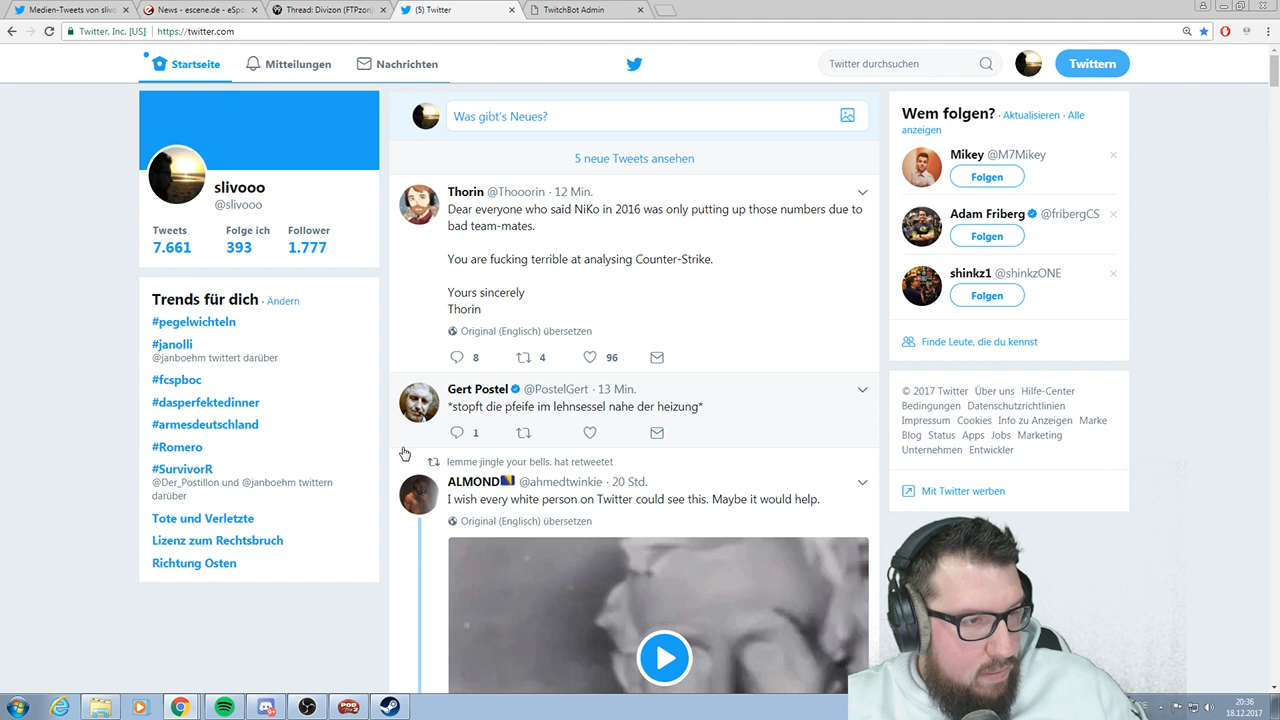 Medien-Tweets von slivo
News - escene.de - eSpo
Thread: Divizon (FTPzon)
(5) Twitter
TwitchBot Admin
Twitter, Inc. [US] https://twitter.com
Startseite
Mitteilungen
Nachrichten
Twitter durchsuchen
Twittern
slivooo
@slivooo
Tweets Folge ich Follower
7.661 393 1.777
Trends für dich · Ändern
#pegelwichteln
#janolli
@janboehm twittert darüber
#fcspboc
#dasperfektedinner
#armesdeutschland
#Romero
#SurvivorR
@Der_Postillon und @janboehm twittern
darüber
Tote und Verletzte
Lizenz zum Rechtsbruch
Richtung Osten
Was gibt's Neues?
5 neue Tweets ansehen
Thorin @Thooorin · 12 Min.
Dear everyone who said NiKo in 2016 was only putting up those numbers due to
bad team-mates.
You are fucking terrible at analysing Counter-Strike.
Yours sincerely
Thorin
Original (Englisch) übersetzen
8 4 96
Gert Postel @PostelGert · 13 Min.
*stopft die pfeife im lehnsessel nahe der heizung*
1
lemme jingle your bells. hat retweetet
ALMOND @ahmedtwinkie · 20 Std.
I wish every white person on Twitter could see this. Maybe it would help.
Original (Englisch) übersetzen
Wem folgen? · Aktualisieren · Alle
anzeigen
Mikey @M7Mikey
Folgen
Adam Friberg @fribergCS
Folgen
shinkz1 @shinkzONE
Folgen
Finde Leute, die du kennst
© 2017 Twitter Über uns Hilfe-Center
Bedingungen Datenschutzrichtlinien
Impressum Cookies Info zu Anzeigen Marke
Blog Status Apps Jobs Marketing
Unternehmen Entwickler
Mit Twitter werben
20:36
18.12.2017